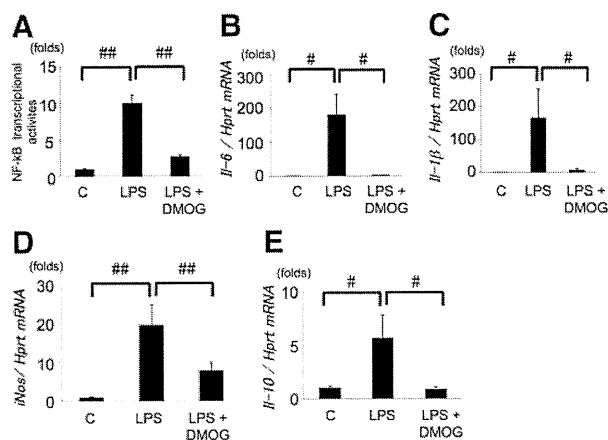 A
(folds)
##
##
NF-kB transcriptional
activites
15
10
5
0
C
LPS
LPS +
DMOG
B
(folds)
#
#
Il-6 / Hprt mRNA
300
200
100
0
C
LPS
LPS +
DMOG
C
(folds)
#
#
Il-1β / Hprt mRNA
300
200
100
0
C
LPS
LPS +
DMOG
D
(folds)
##
##
iNos/ Hprt mRNA
30
20
10
0
C
LPS
LPS +
DMOG
E
(folds)
#
#
Il-10 / Hprt mRNA
10
5
0
C
LPS
LPS +
DMOG